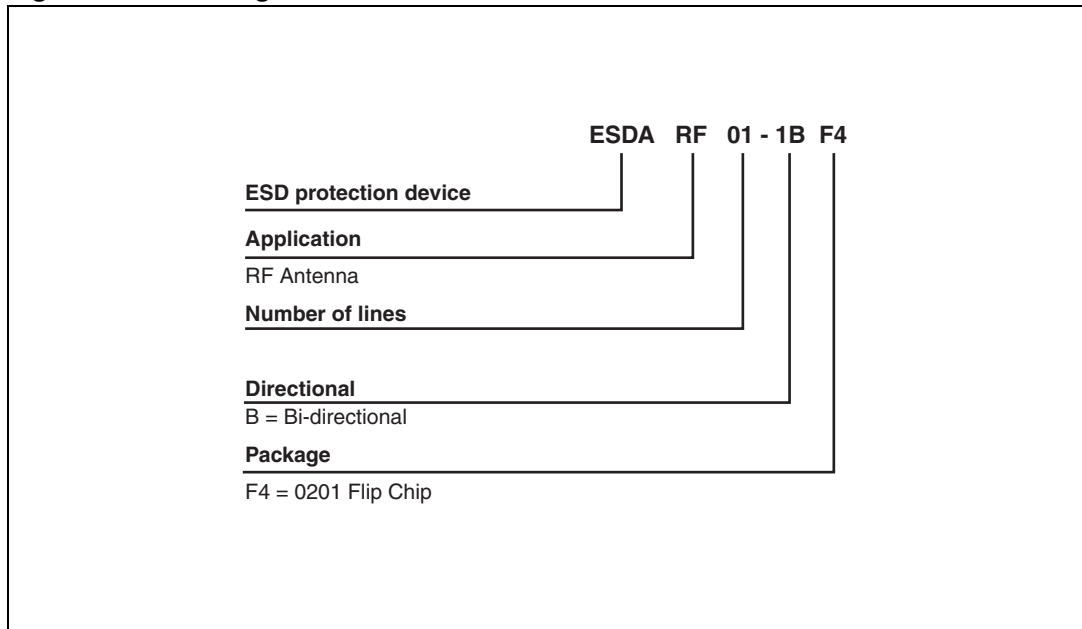 ESDA RF 01 - 1B F4
ESD protection device
Application
RF Antenna
Number of lines
Directional
B = Bi-directional
Package
F4 = 0201 Flip Chip